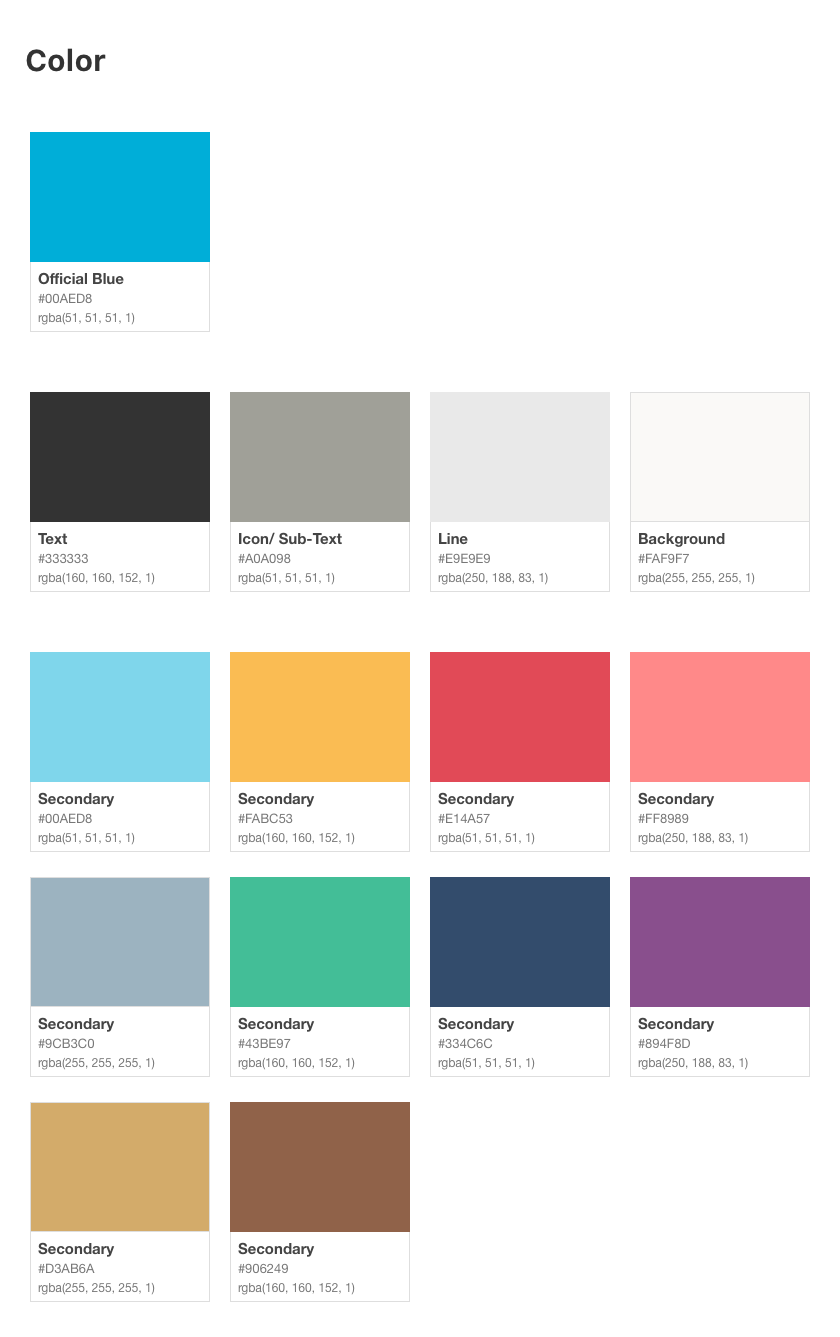 Color
Official Blue
#00AED8
rgba(51, 51, 51, 1)
Text
#333333
rgba(160, 160, 152, 1)
Icon/ Sub-Text
#A0A098
rgba(51, 51, 51, 1)
Line
#E9E9E9
rgba(250, 188, 83, 1)
Background
#FAF9F7
rgba(255, 255, 255, 1)
Secondary
#00AED8
rgba(51, 51, 51, 1)
Secondary
#FABC53
rgba(160, 160, 152, 1)
Secondary
#E14A57
rgba(51, 51, 51, 1)
Secondary
#FF8989
rgba(250, 188, 83, 1)
Secondary
#9CB3C0
rgba(255, 255, 255, 1)
Secondary
#43BE97
rgba(160, 160, 152, 1)
Secondary
#334C6C
rgba(51, 51, 51, 1)
Secondary
#894F8D
rgba(250, 188, 83, 1)
Secondary
#D3AB6A
rgba(255, 255, 255, 1)
Secondary
#906249
rgba(160, 160, 152, 1)